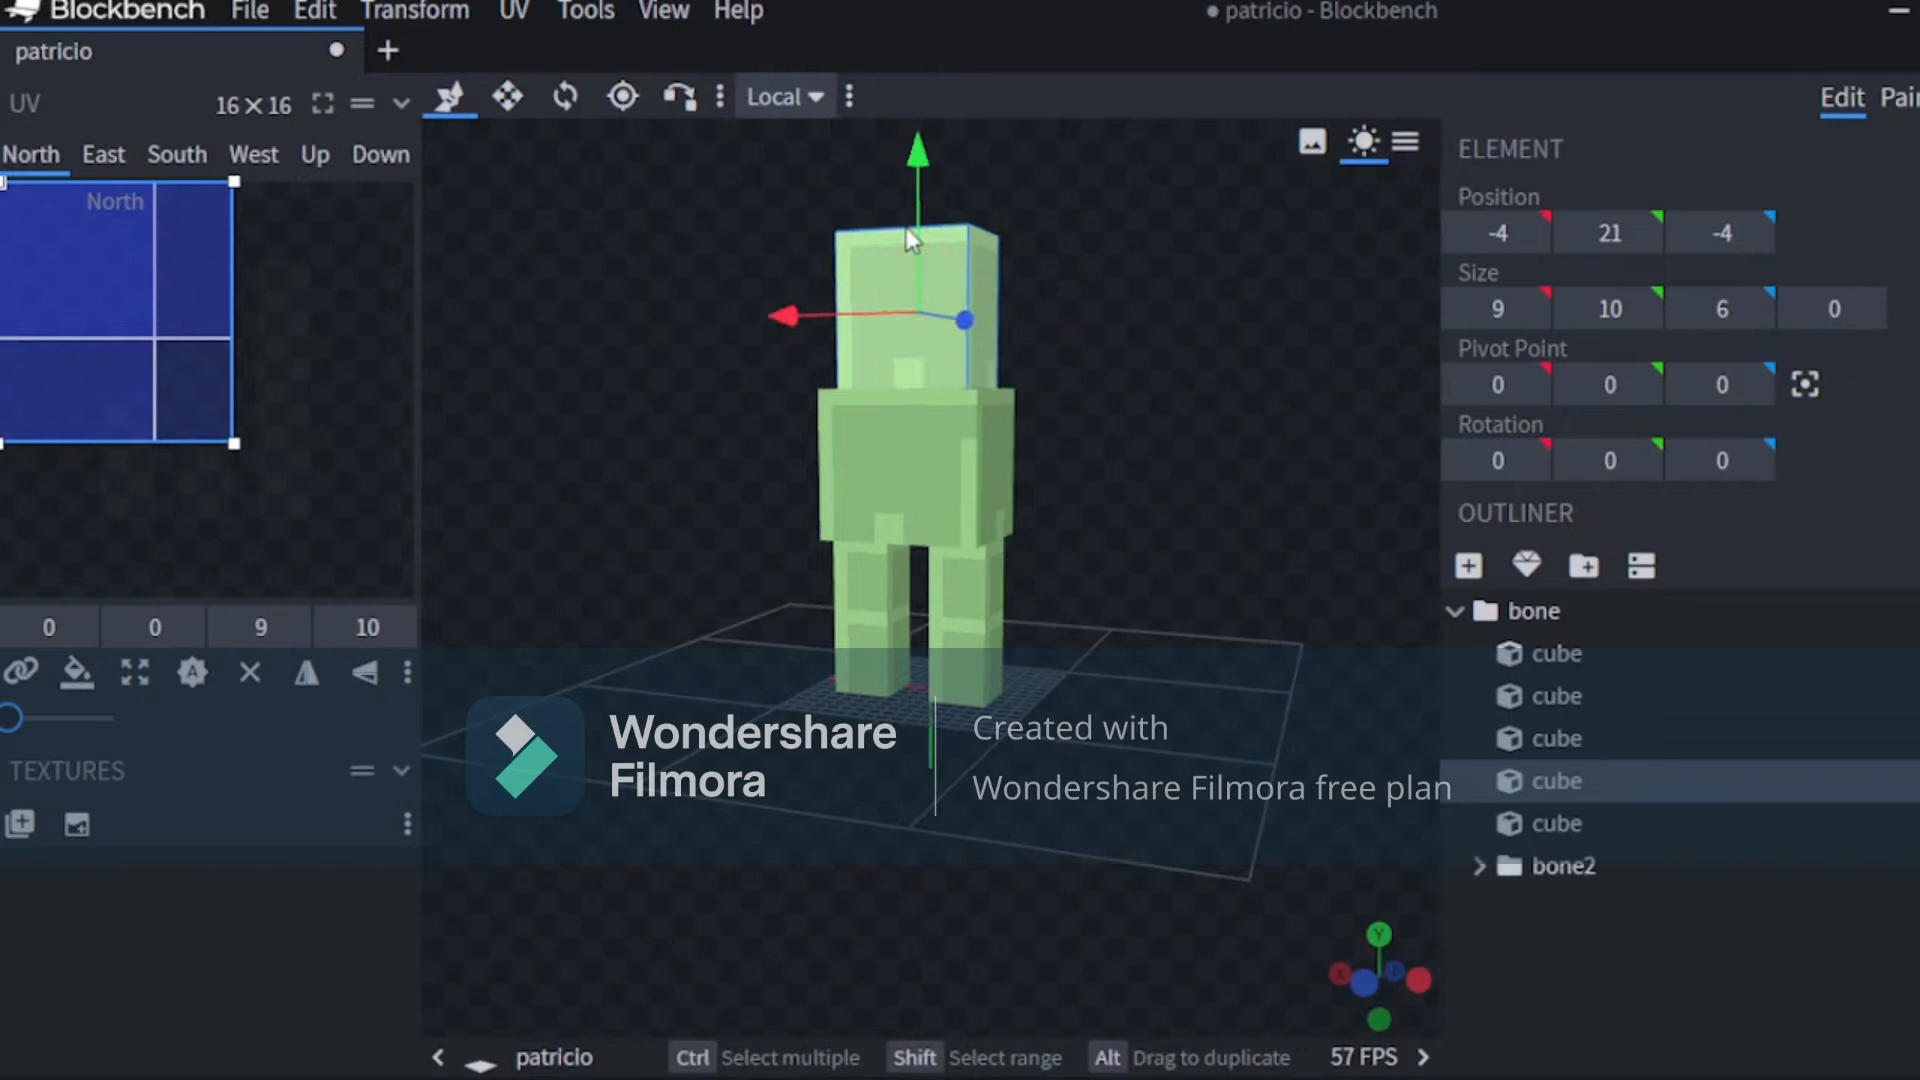 Blockbench File Edit Transform UV Tools View Help
patricio - Blockbench
patricio
UV 16×16
Local
Edit
North East South West Up Down
North
ELEMENT
Position
-4 21 -4
Size
9 10 6 0
Pivot Point
0 0 0
Rotation
0 0 0
OUTLINER
bone
cube
cube
cube
cube
cube
bone2
0 0 9 10
TEXTURES
Wondershare
Filmora
Created with
Wondershare Filmora free plan
Y
patricio Ctrl Select multiple Shift Select range Alt Drag to duplicate 57 FPS